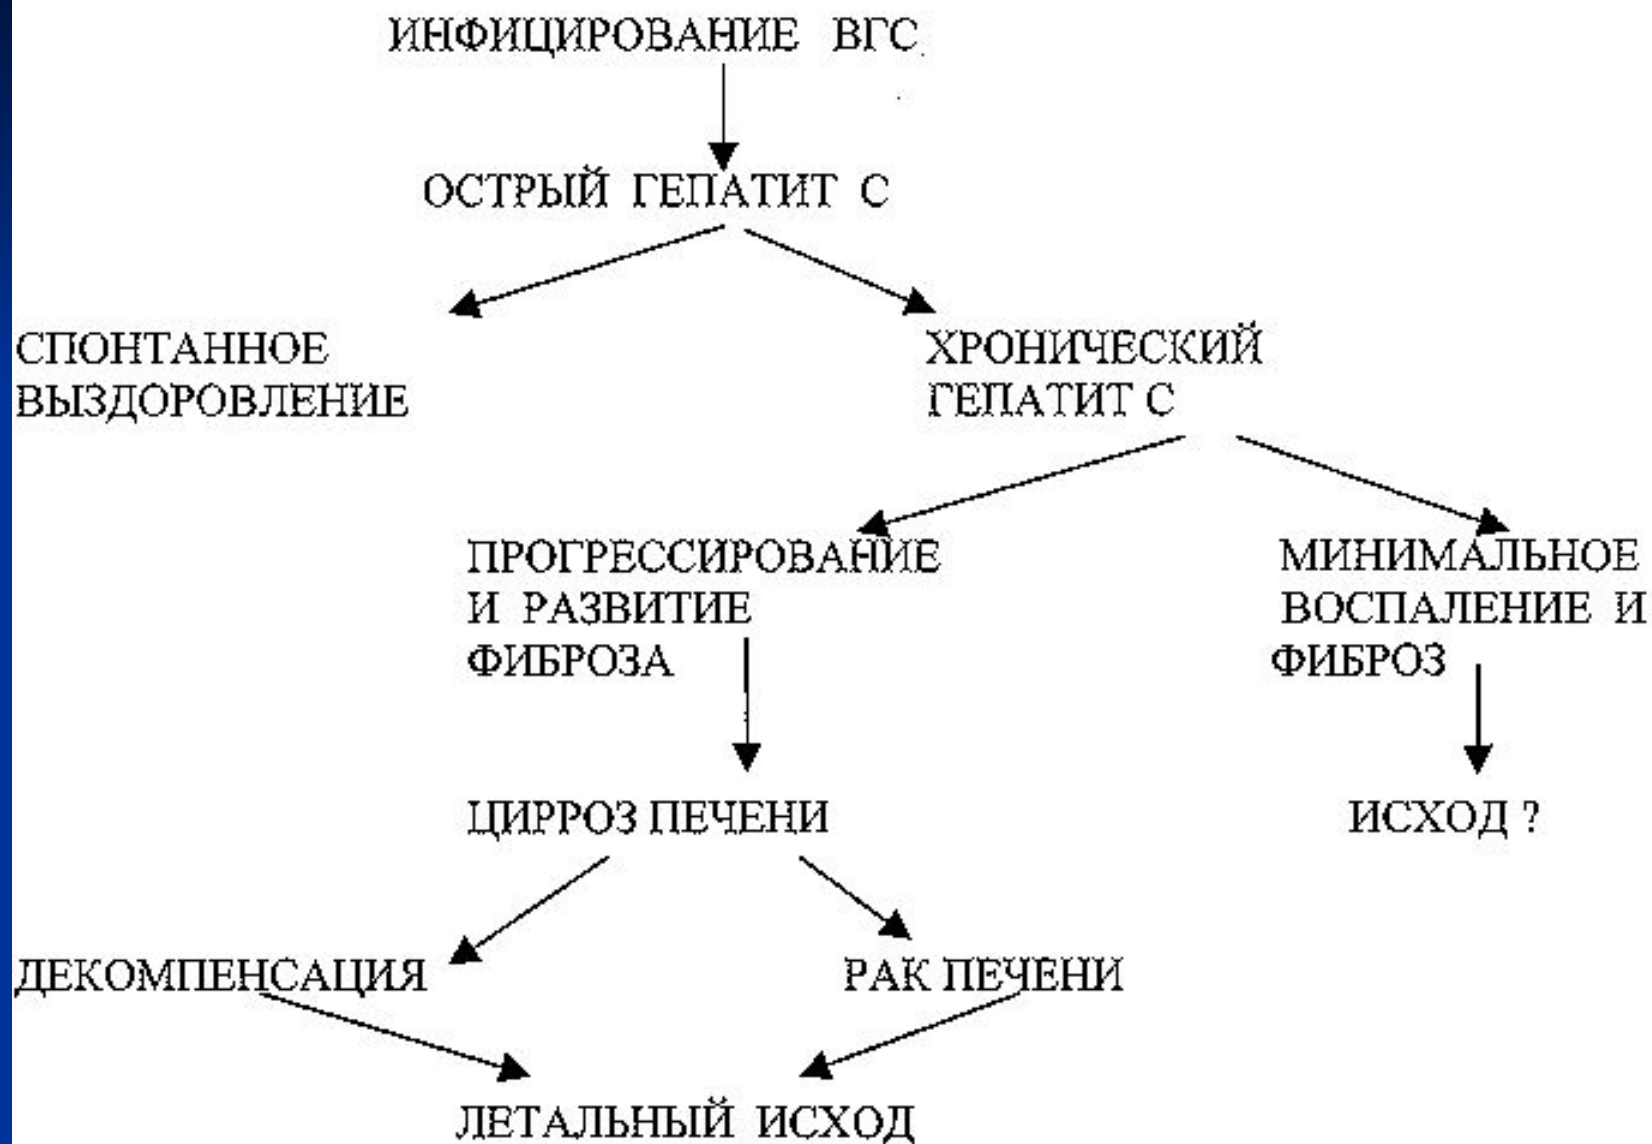 ИНФИЦИРОВАНИЕ ВГС
ОСТРЫЙ ГЕПАТИТ С
СПОНТАННОЕ
ВЫЗДОРОВЛЕНИЕ
ХРОНИЧЕСКИЙ
ГЕПАТИТ С
ПРОГРЕССИРОВАНИЕ
И РАЗВИТИЕ
ФИБРОЗА
МИНИМАЛЬНОЕ
ВОСПАЛЕНИЕ И
ФИБРОЗ
ЦИРРОЗ ПЕЧЕНИ
ИСХОД ?
ДЕКОМПЕНСАЦИЯ
РАК ПЕЧЕНИ
ЛЕТАЛЬНЫЙ ИСХОД